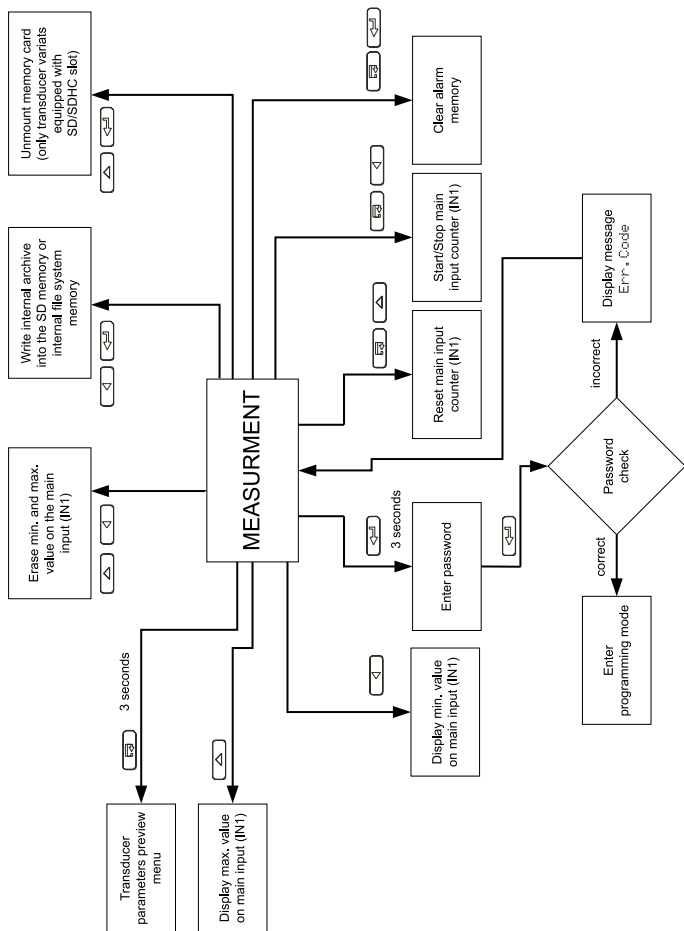 Transducer
parameters preview
menu
3 seconds
Display max. value
on main input (IN1)
Erase min. and max.
value on the main
input (IN1)
Write internal archive
into the SD memory or
internal file system
memory
Unmount memory card
(only transducer variats
equipped with
SD/SDHC slot)
MEASURMENT
Display min. value
on main input (IN1)
3 seconds
Enter password
Reset main input
counter (IN1)
Start/Stop main
input counter (IN1)
Clear alarm
memory
Password
check
correct
incorrect
Enter
programming mode
Display message
Err.Code